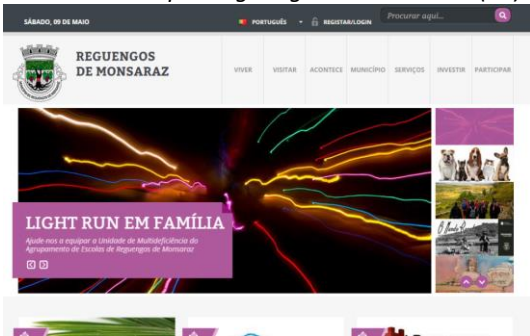 SÁBADO, 09 DE MAIO
PORTUGUÊS
REGISTAR/LOGIN
Procurar aqui...
REGUENGOS
DE MONSARAZ
VIVER VISITAR ACONTECE MUNICÍPIO SERVIÇOS INVESTIR PARTICIPAR
LIGHT RUN EM FAMÍLIA
Ajude-nos a equipar a Unidade de Multideficiência do
Agrupamento de Escolas de Reguengos de Monsaraz